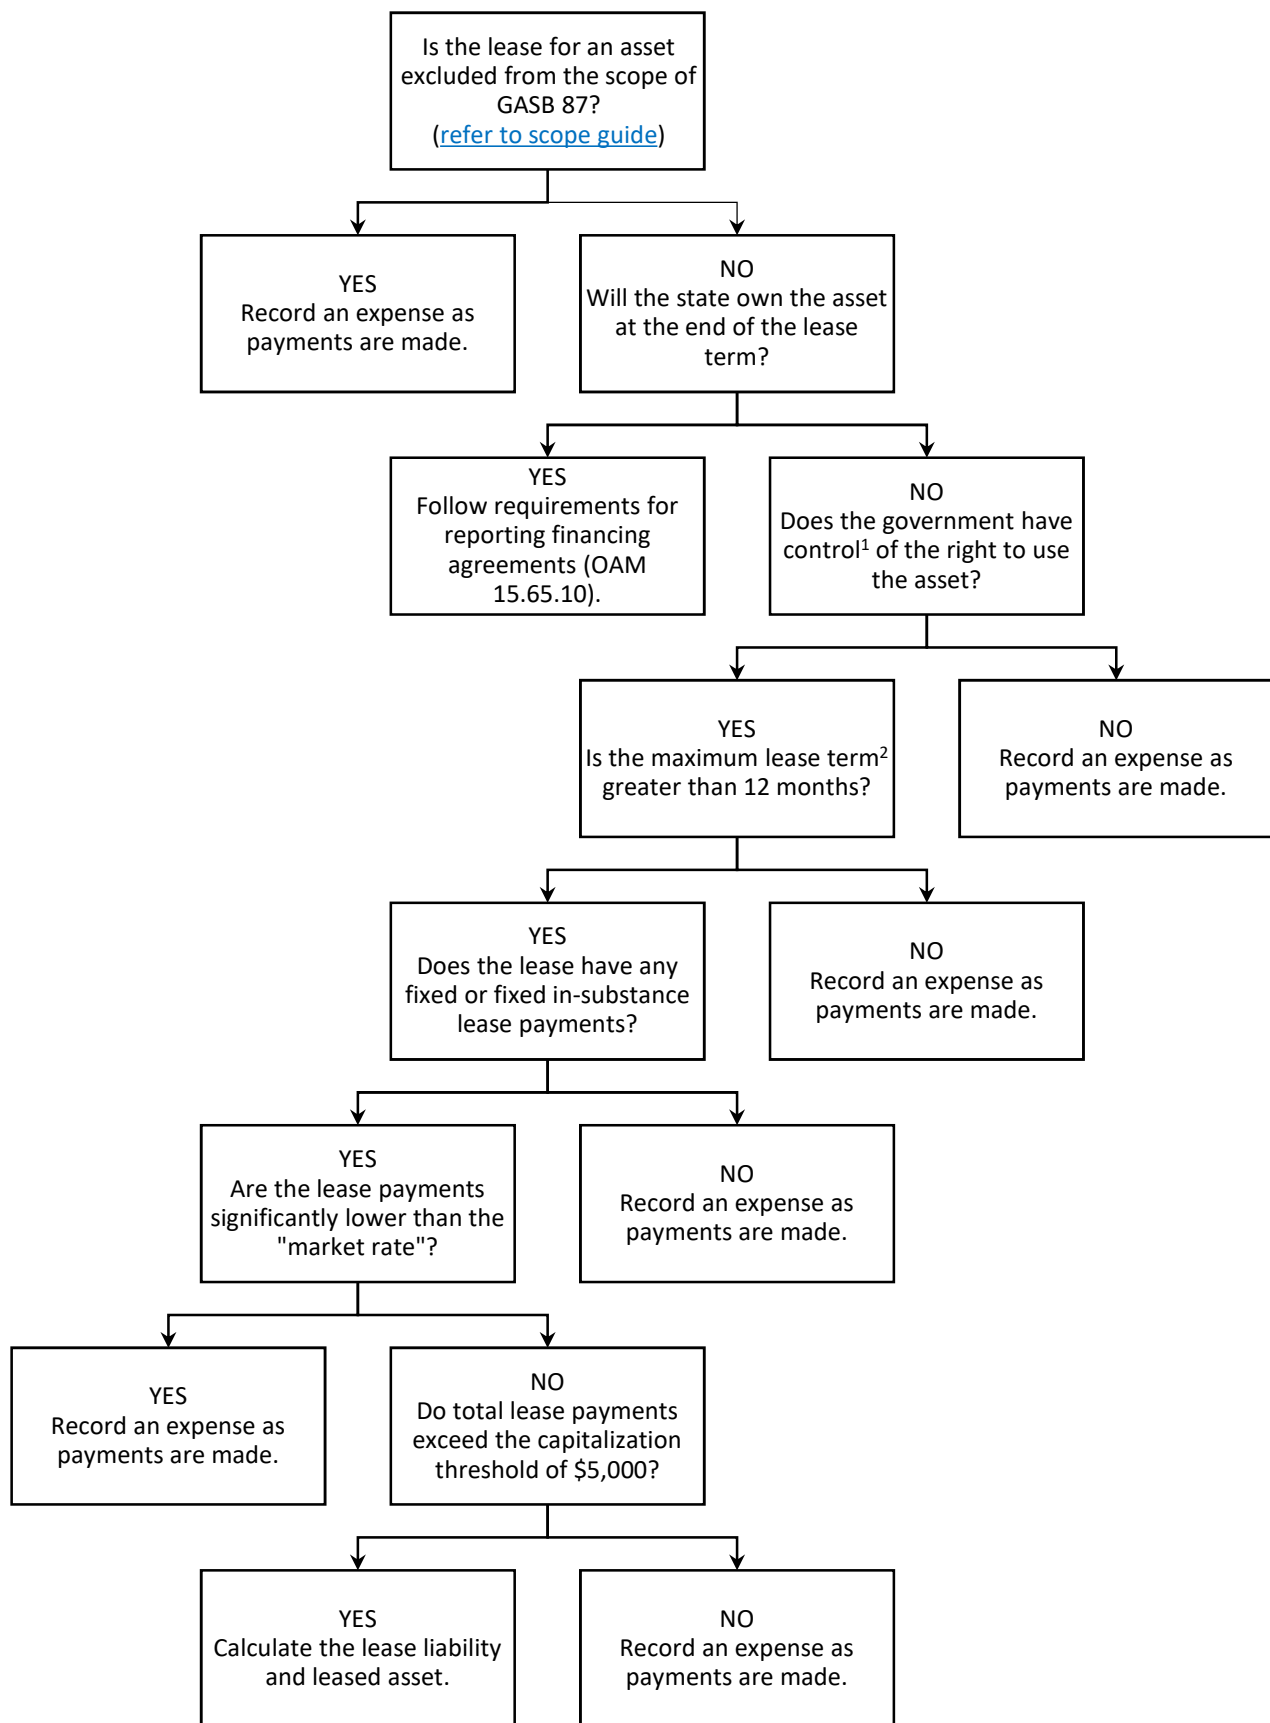 Is the lease for an asset
excluded from the scope of
GASB 87?
(refer to scope guide)
YES
Record an expense as
payments are made.
NO
Will the state own the asset
at the end of the lease
term?
YES
Follow requirements for
reporting financing
agreements (OAM
15.65.10).
NO
Does the government have
control¹ of the right to use
the asset?
YES
Is the maximum lease term²
greater than 12 months?
NO
Record an expense as
payments are made.
YES
Does the lease have any
fixed or fixed in-substance
lease payments?
NO
Record an expense as
payments are made.
YES
Are the lease payments
significantly lower than the
"market rate"?
NO
Record an expense as
payments are made.
YES
Record an expense as
payments are made.
NO
Do total lease payments
exceed the capitalization
threshold of $5,000?
YES
Calculate the lease liability
and leased asset.
NO
Record an expense as
payments are made.